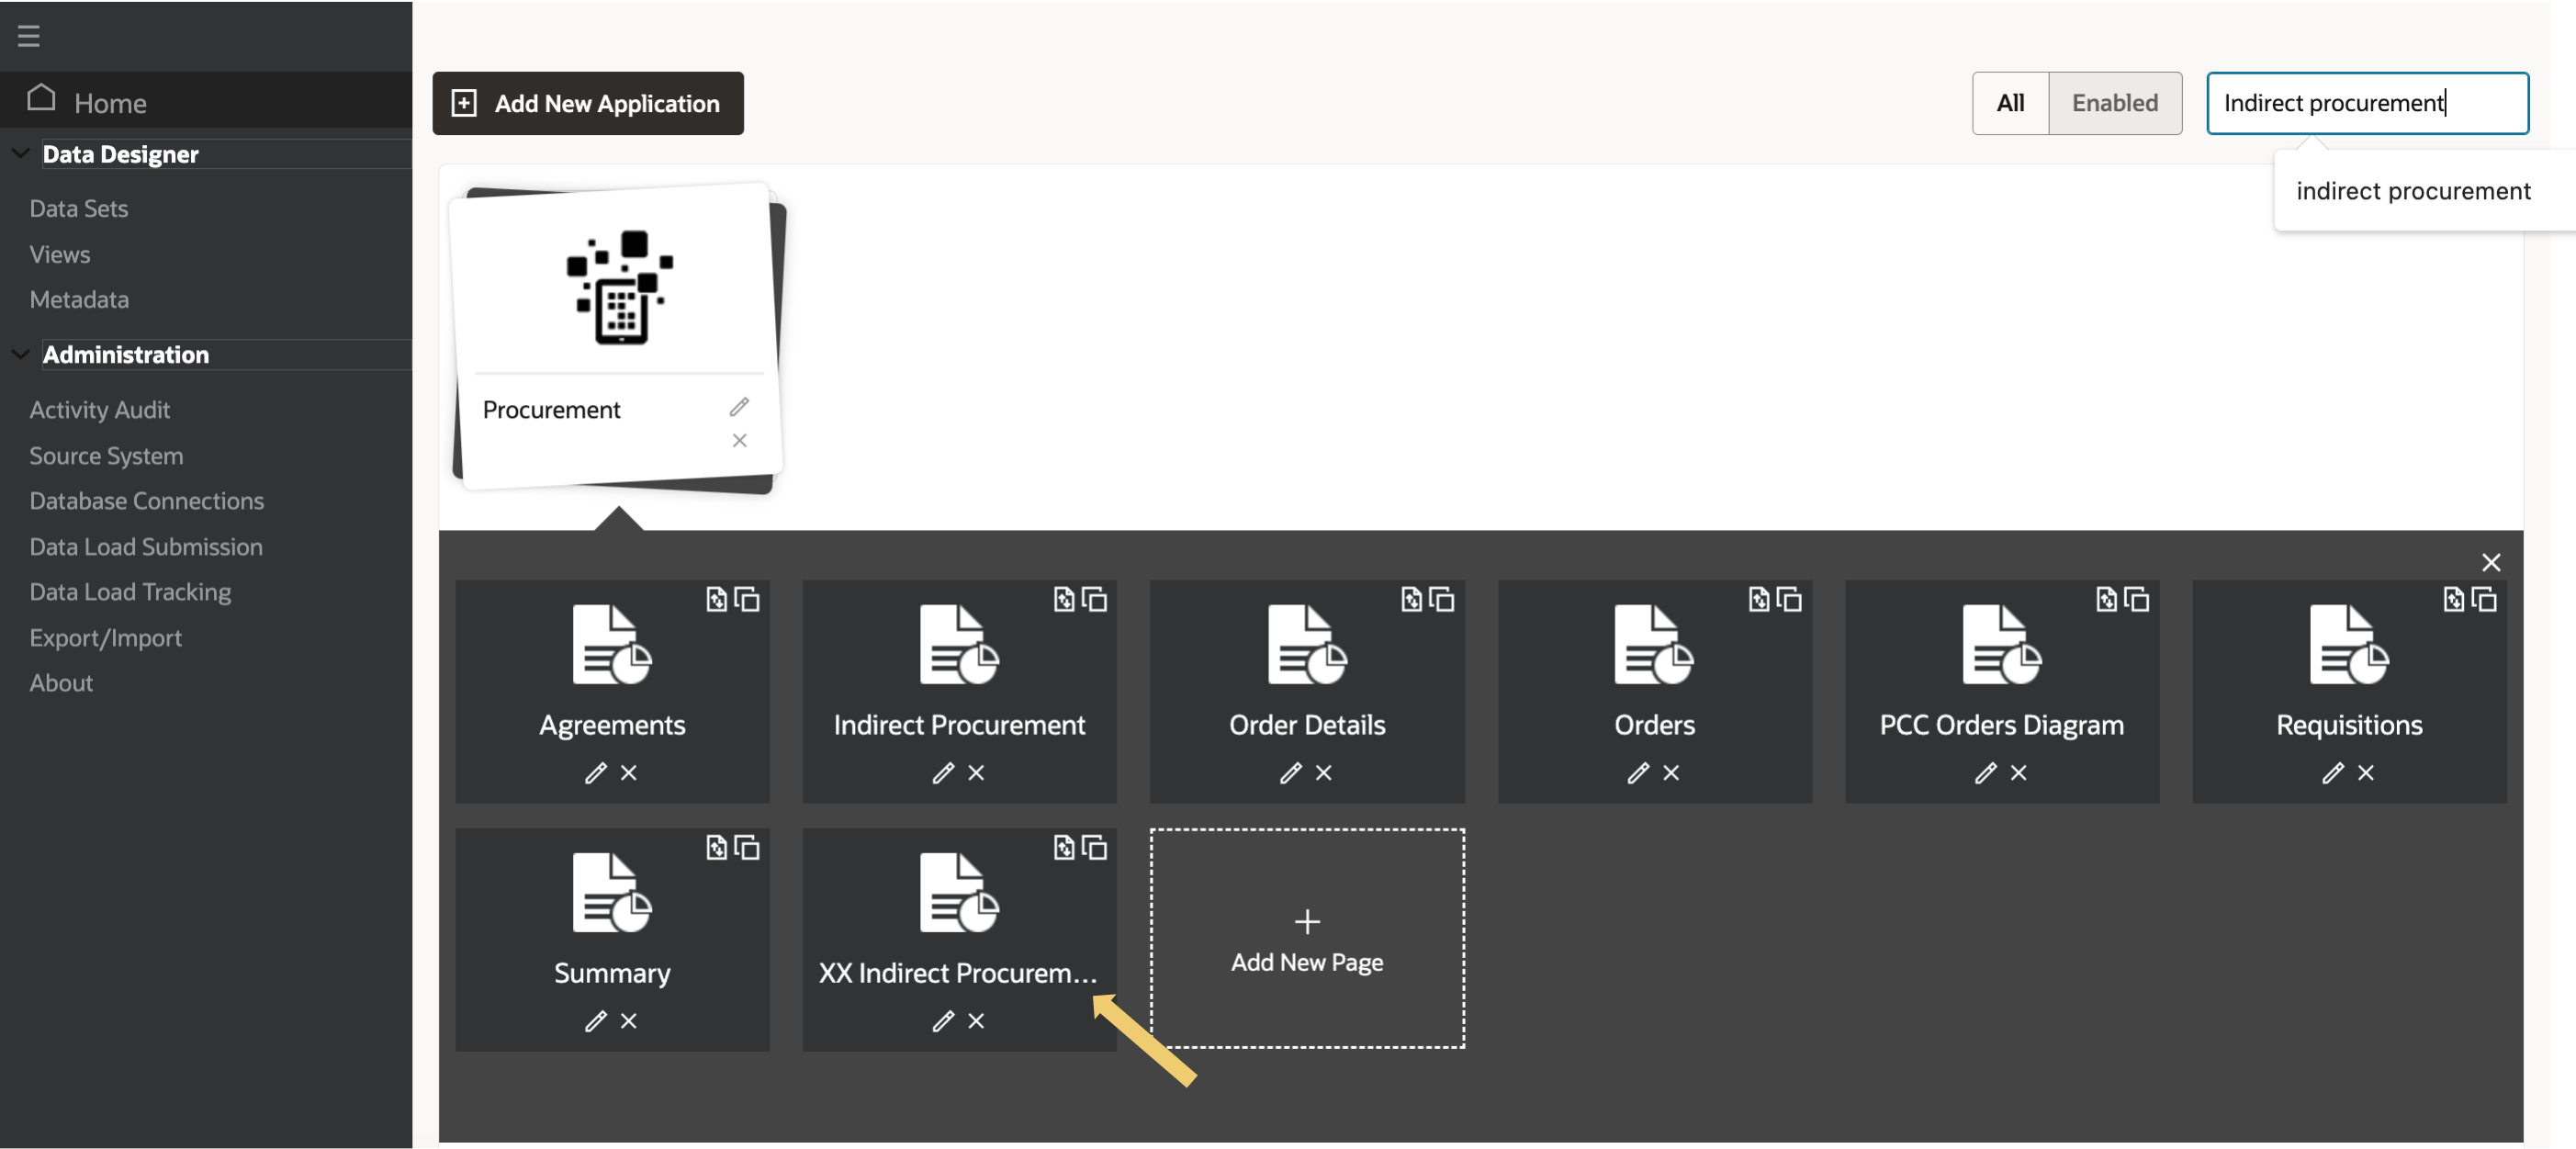 Home
Data Designer
Data Sets
Views
Metadata
Administration
Activity Audit
Source System
Database Connections
Data Load Submission
Data Load Tracking
Export/Import
About
Add New Application
All
Enabled
Indirect procurement
indirect procurement
Procurement
Agreements
Indirect Procurement
Order Details
Orders
PCC Orders Diagram
Requisitions
Summary
XX Indirect Procurem...
Add New Page